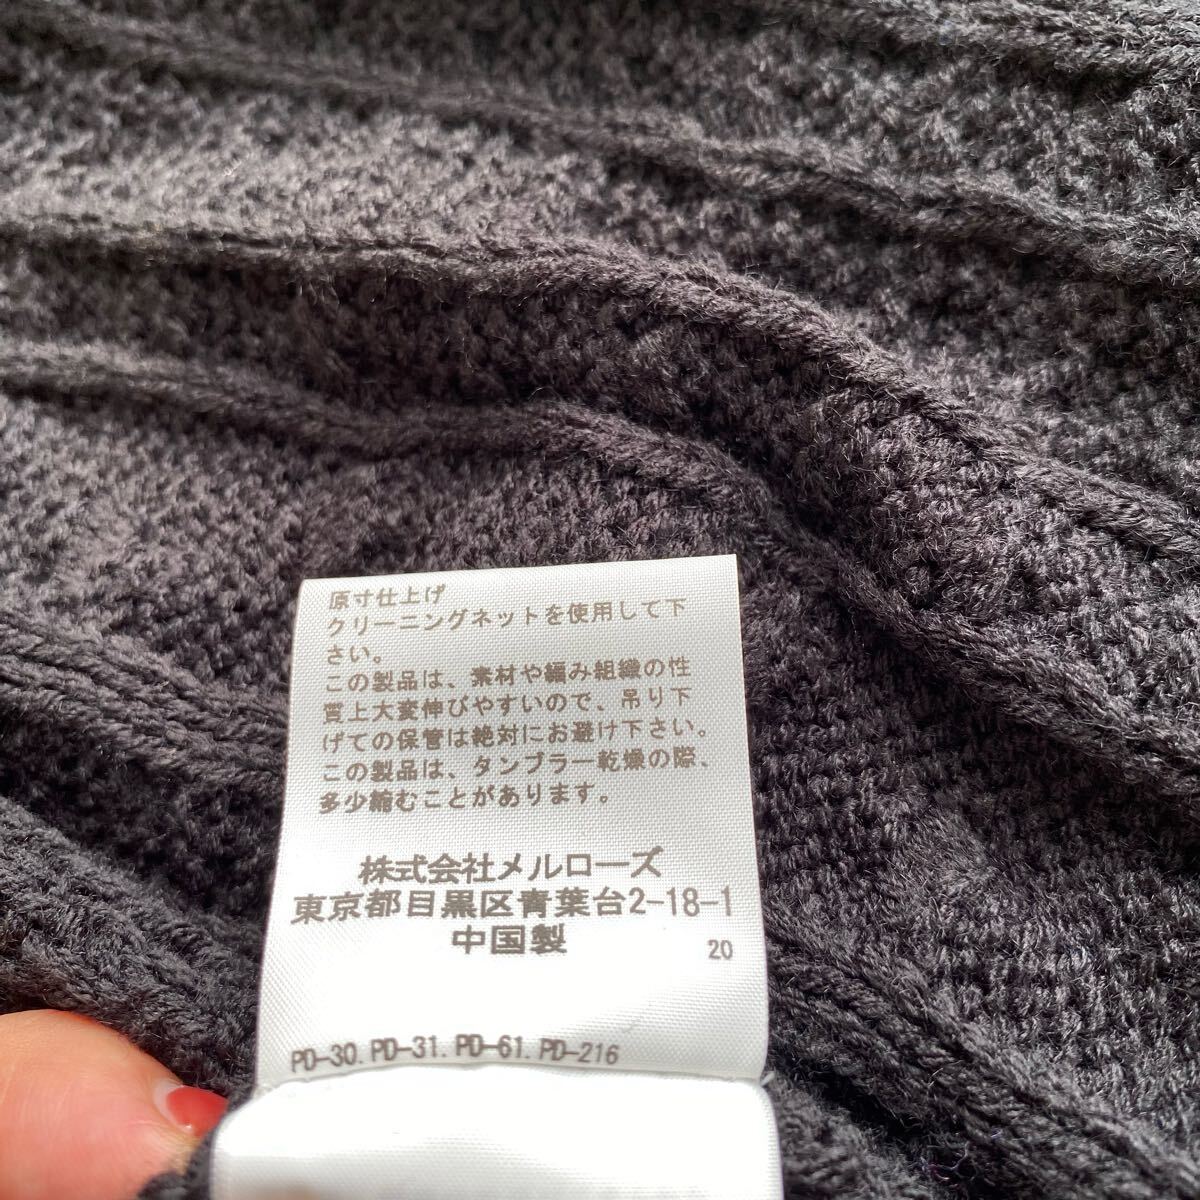 原寸仕上げ
クリーニングネットを使用して下
さい。
この製品は、素材や編み組織の性
質上大変伸びやすいので、吊り下
げての保管は絶対にお避け下さい。
この製品は、タンブラー乾燥の際、
多少縮むことがあります。
株式会社メルローズ
東京都目黒区青葉台2-18-1
中国製
20
PD-30. PD-31. PD-61. PD-216